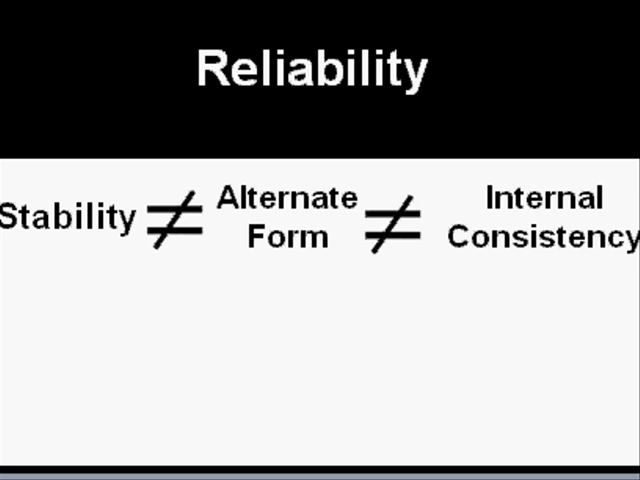 Reliability
Stability ≠ Alternate Form ≠ Internal Consistency